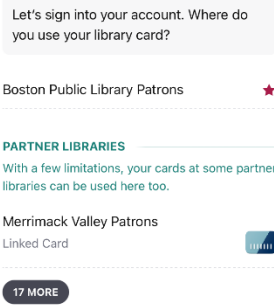 Let's sign into your account. Where do
you use your library card?
Boston Public Library Patrons
PARTNER LIBRARIES
With a few limitations, your cards at some partner
libraries can be used here too.
Merrimack Valley Patrons
Linked Card
17 MORE